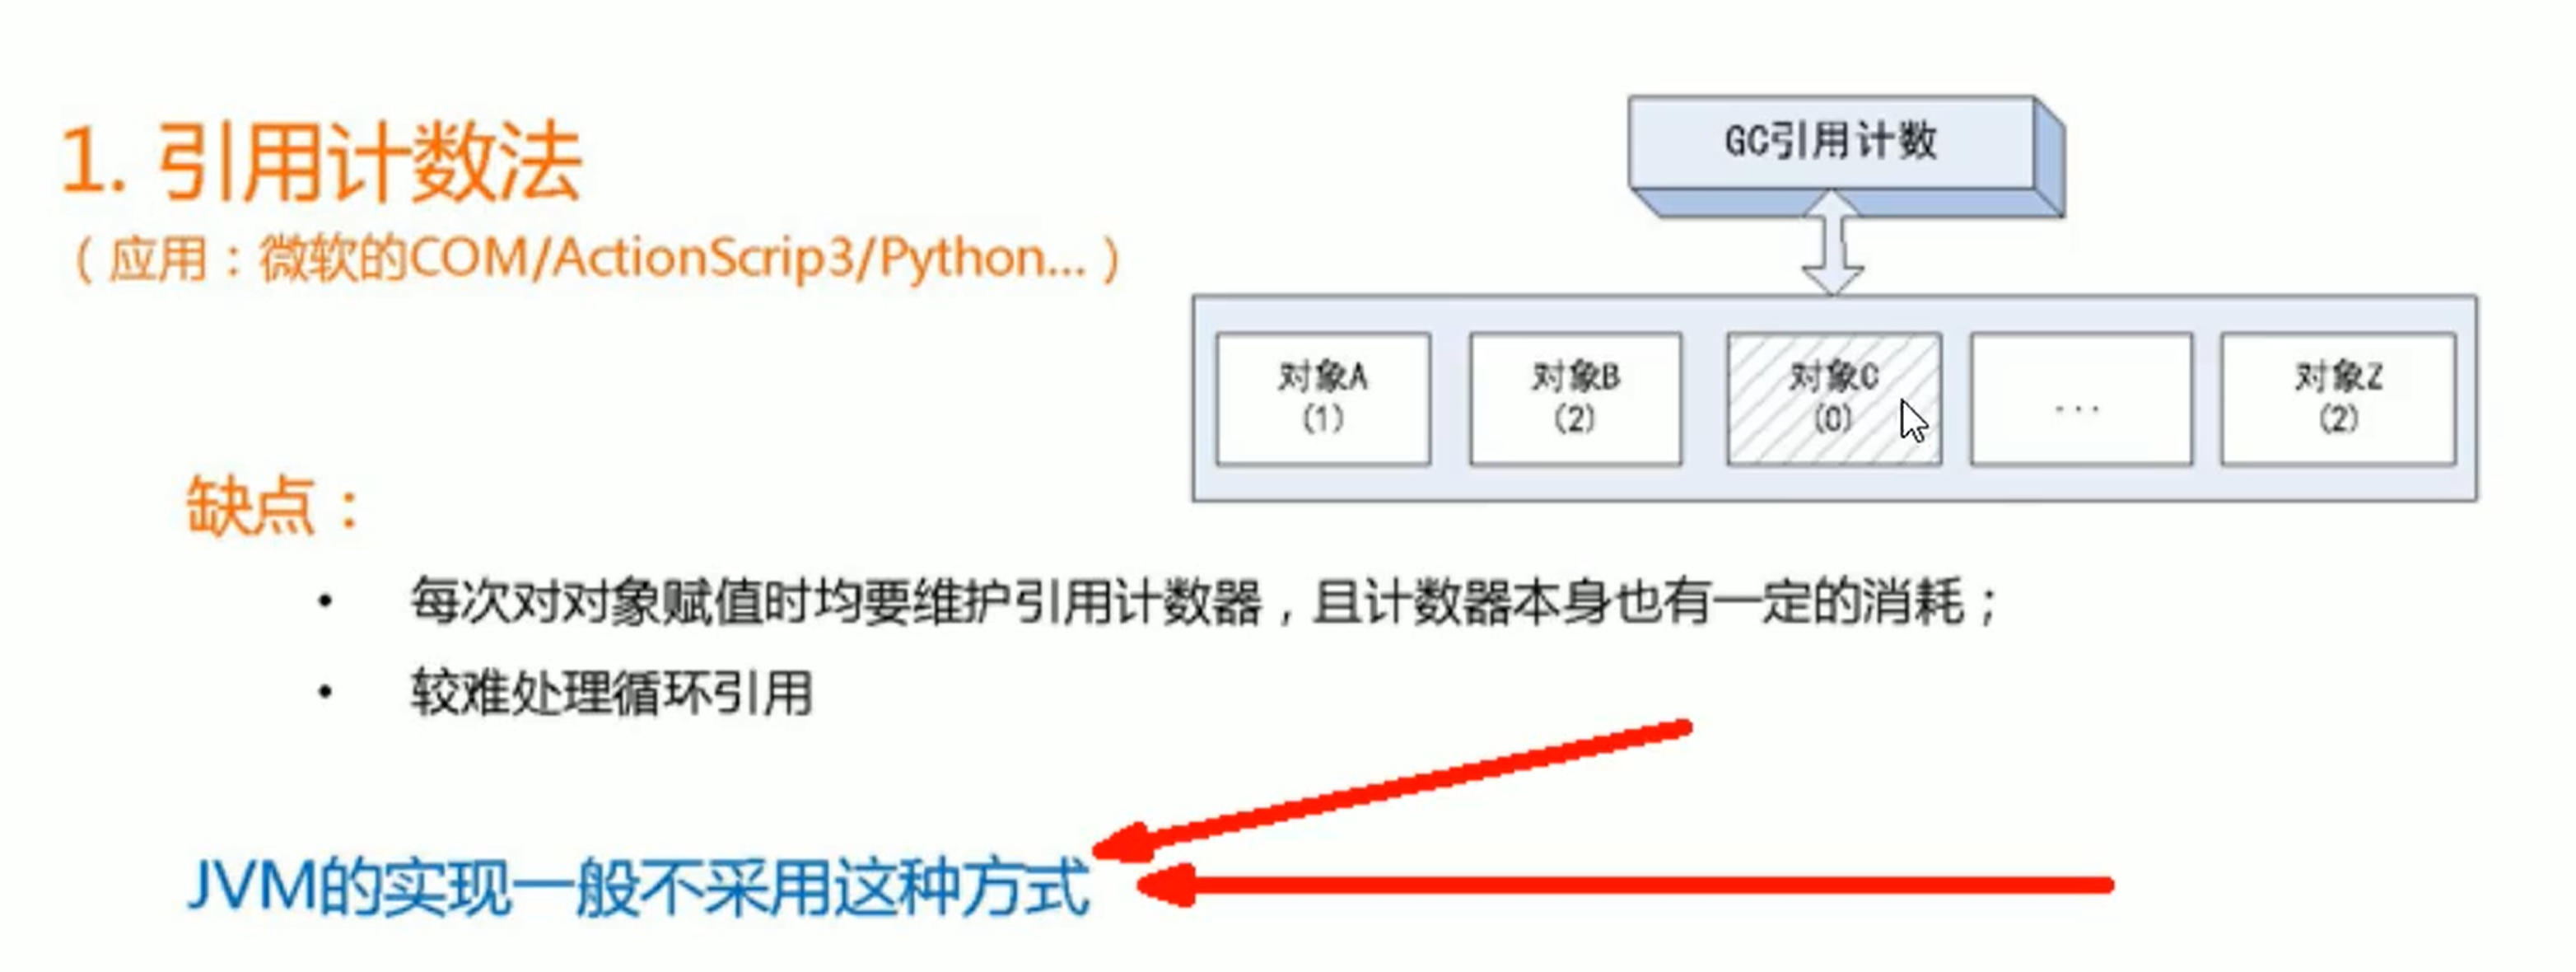 1. 引用计数法
（应用：微软的COM/ActionScrip3/Python...）
GC引用计数
对象A
(1)
对象B
(2)
对象C
(0)
...
对象Z
(2)
缺点：
• 每次对对象赋值时均要维护引用计数器，且计数器本身也有一定的消耗；
• 较难处理循环引用
JVM的实现一般不采用这种方式